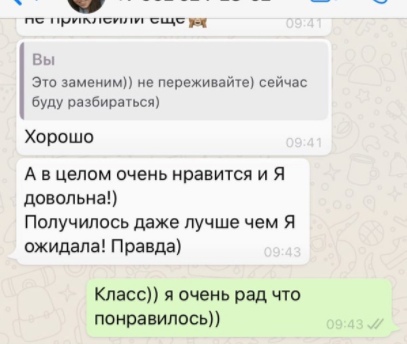 не приклеили еще 09:41
Вы
Это заменим)) не переживайте) сейчас
буду разбираться)
Хорошо 09:41
А в целом очень нравится и Я
довольна!)
Получилось даже лучше чем Я
ожидала! Правда) 09:43
Класс)) я очень рад что
понравилось)) 09:43